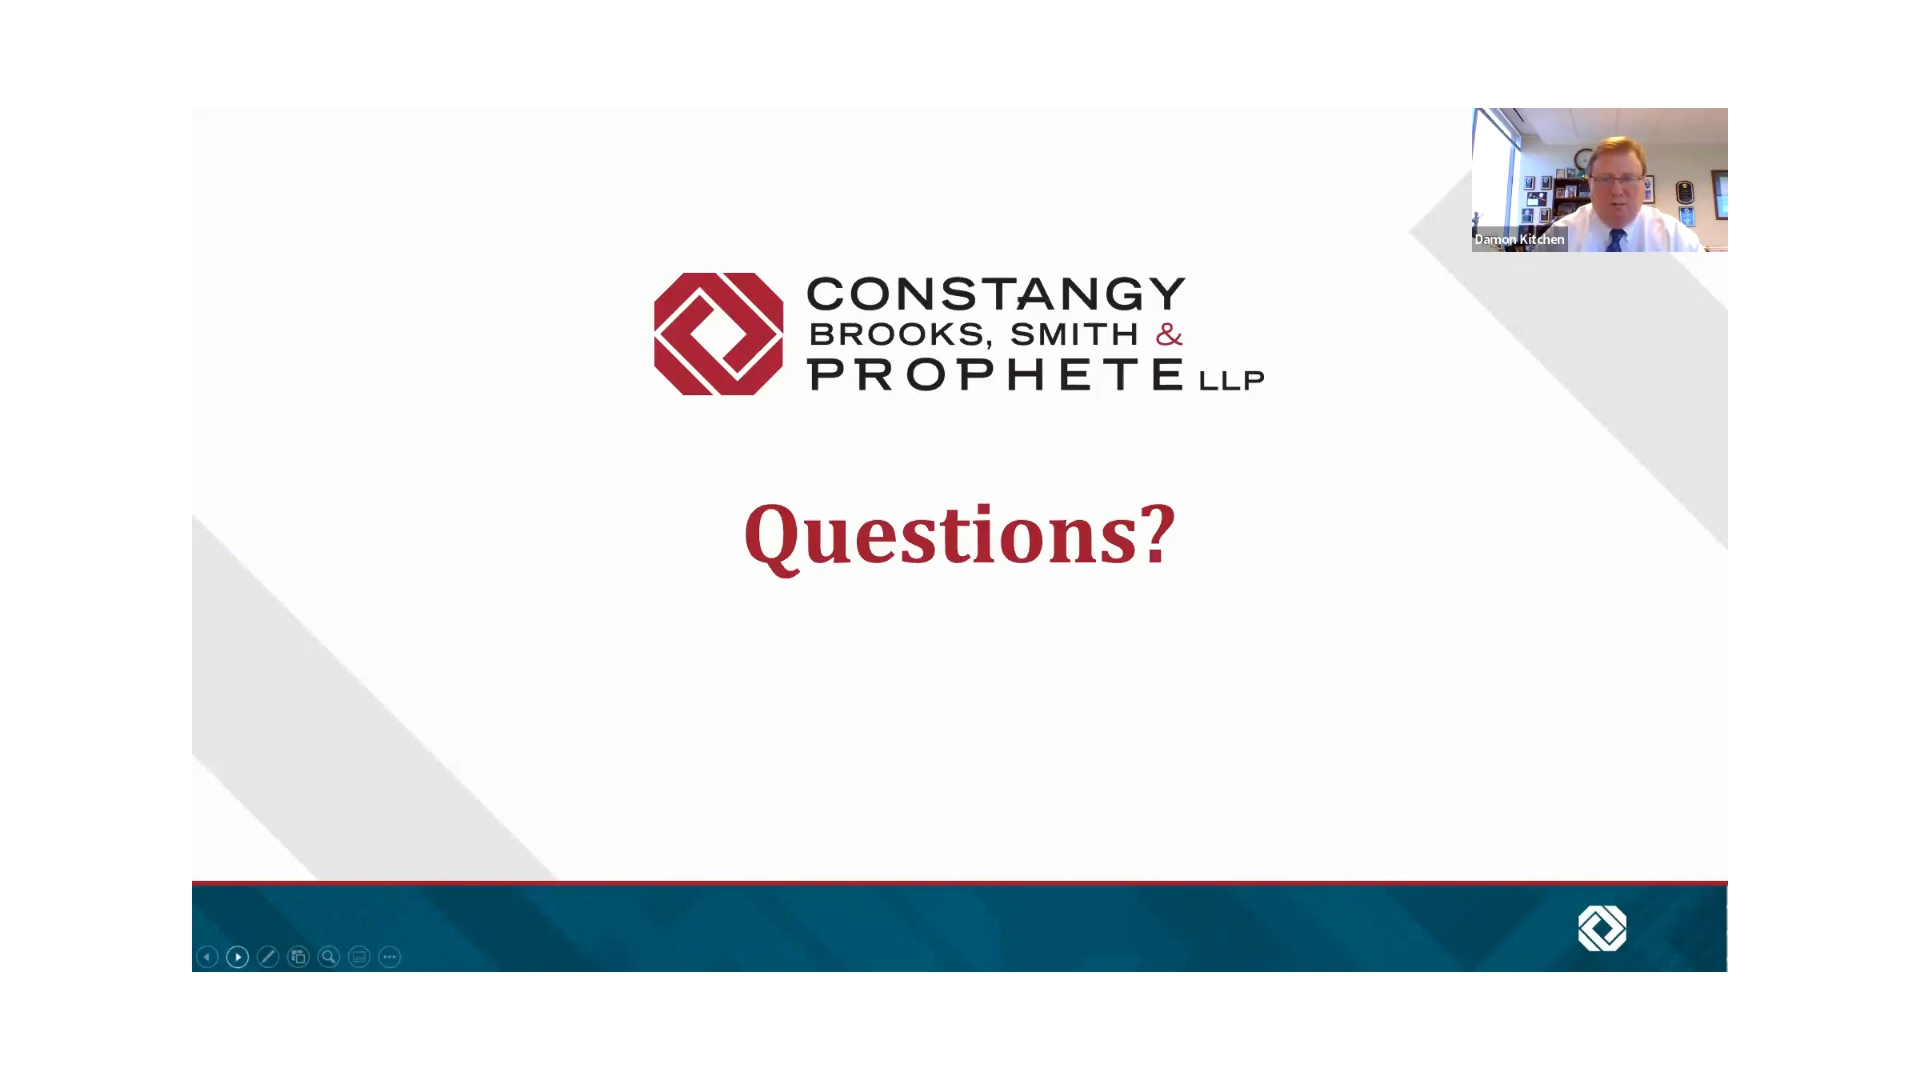 Damon Kitchen
CONSTANGY
BROOKS, SMITH &
PROPHETE LLP
Questions?